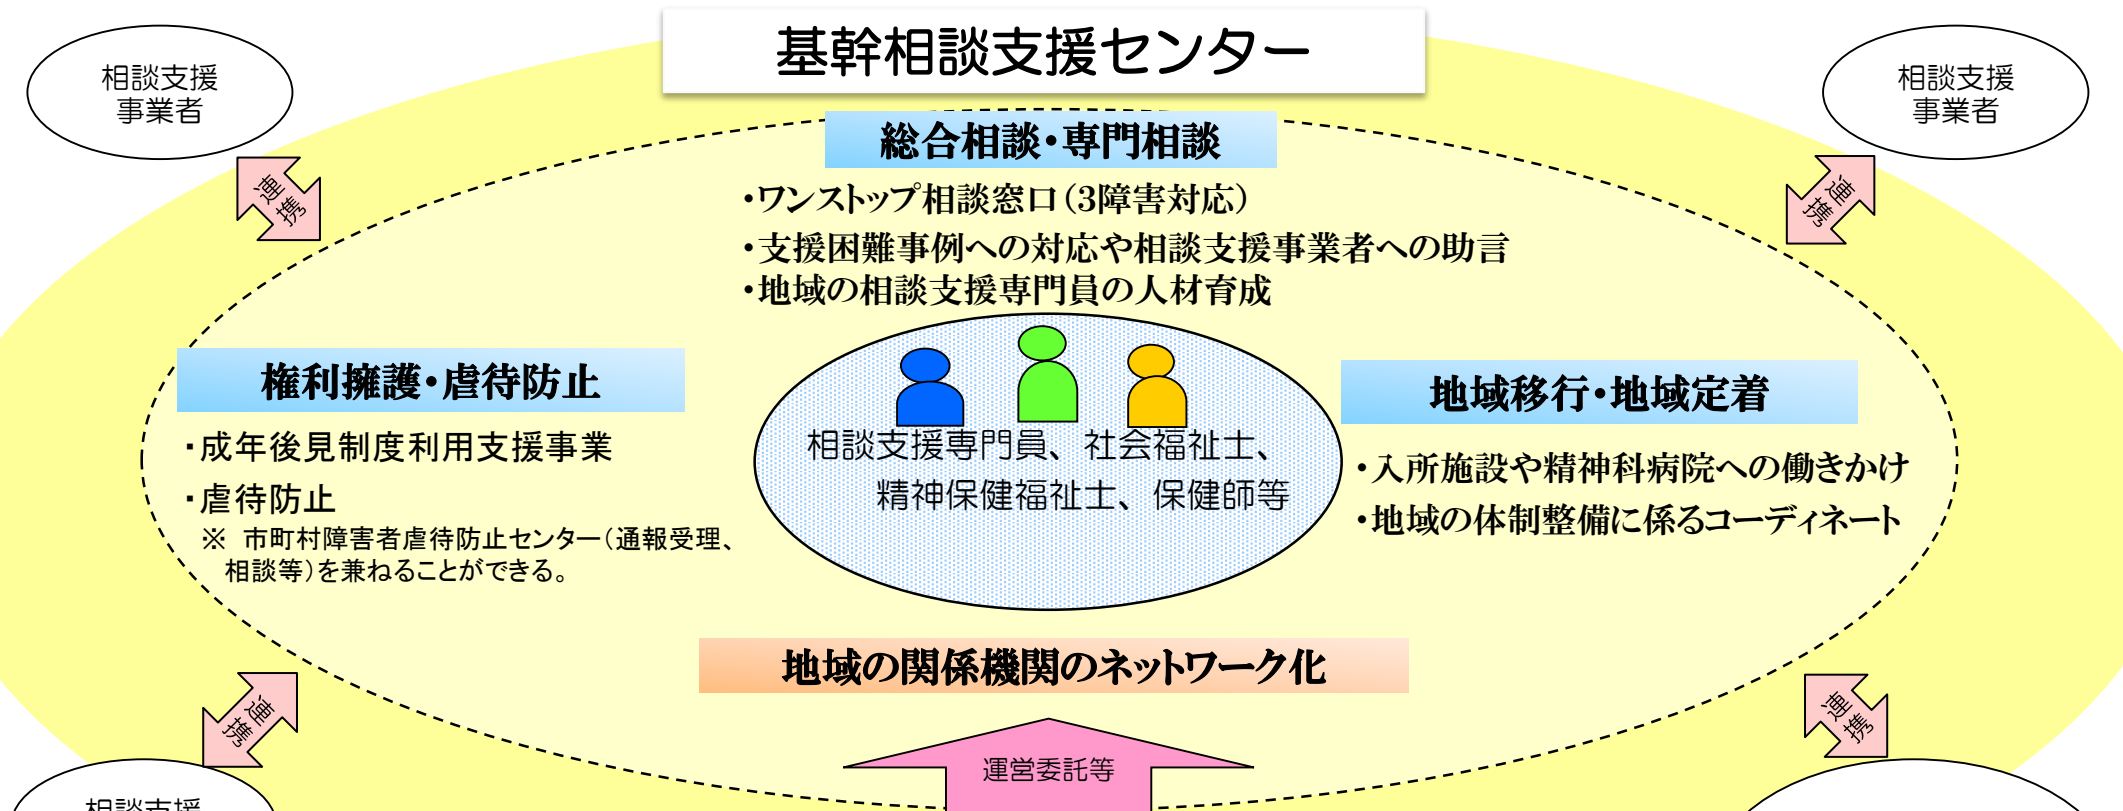 基幹相談支援センター
相談支援
事業者
相談支援
事業者
連携
連携
総合相談・専門相談
・ワンストップ相談窓口（3障害対応）
・支援困難事例への対応や相談支援事業者への助言
・地域の相談支援専門員の人材育成
権利擁護・虐待防止
・成年後見制度利用支援事業
・虐待防止
※ 市町村障害者虐待防止センター（通報受理、
相談等）を兼ねることができる。
相談支援専門員、社会福祉士、
精神保健福祉士、保健師等
地域移行・地域定着
・入所施設や精神科病院への働きかけ
・地域の体制整備に係るコーディネート
地域の関係機関のネットワーク化
連携
連携
運営委託等
相談支援